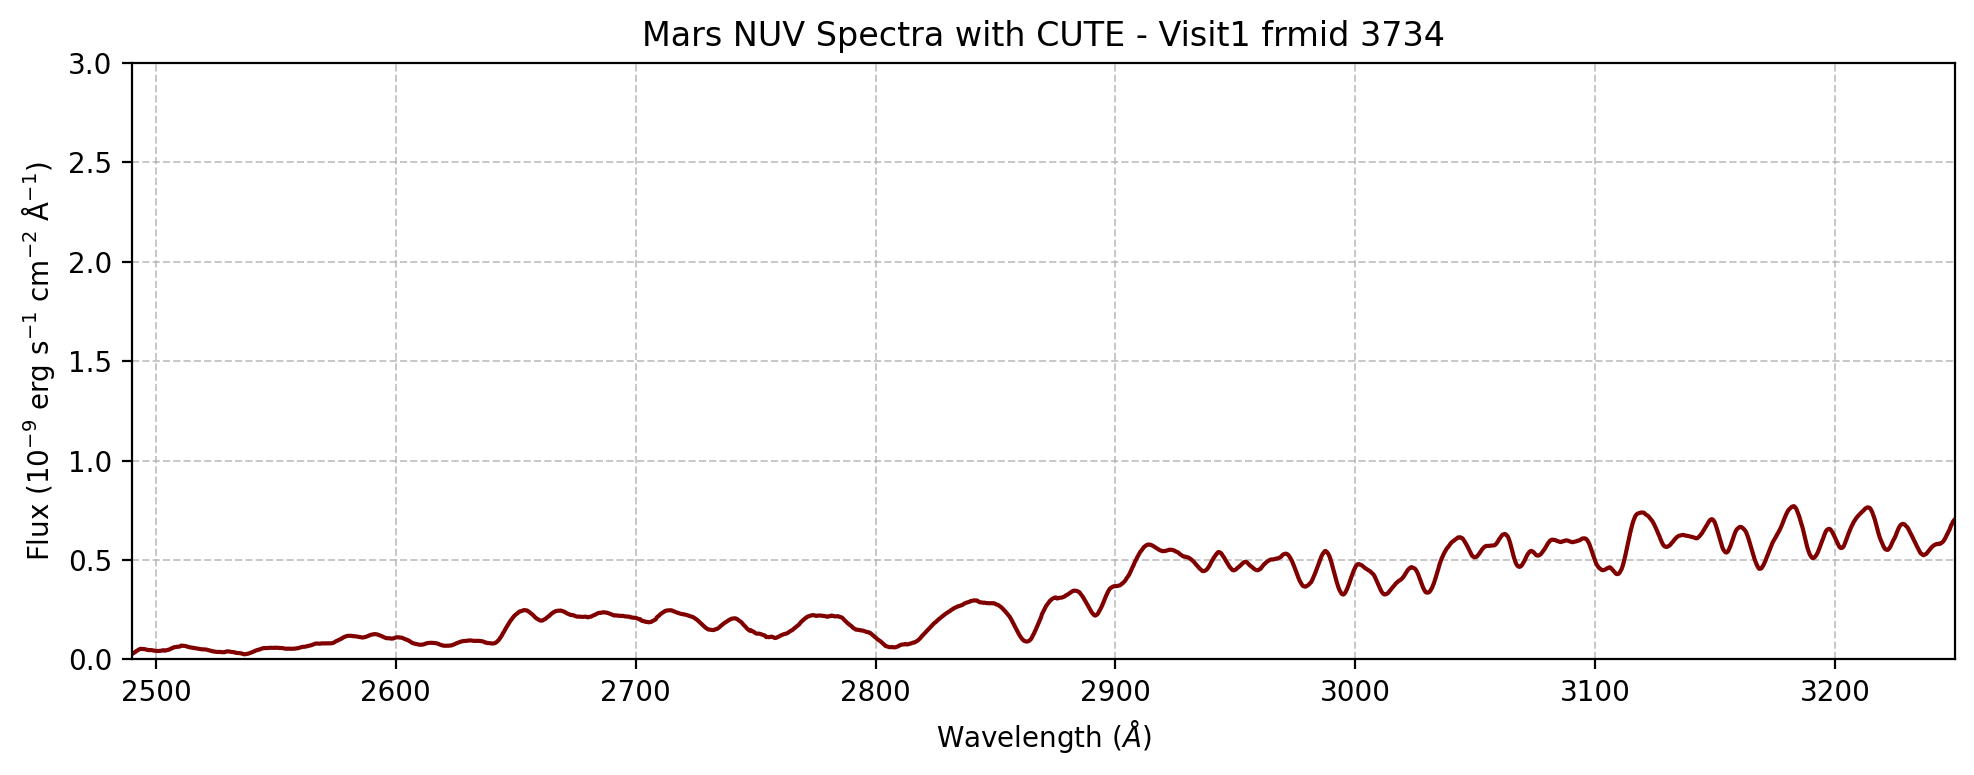 Mars NUV Spectra with CUTE - Visit1 frmid 3734
Flux (10⁻⁹ erg s⁻¹ cm⁻² Å⁻¹)
3.0
2.5
2.0
1.5
1.0
0.5
0.0
2500 2600 2700 2800 2900 3000 3100 3200
Wavelength (Å)